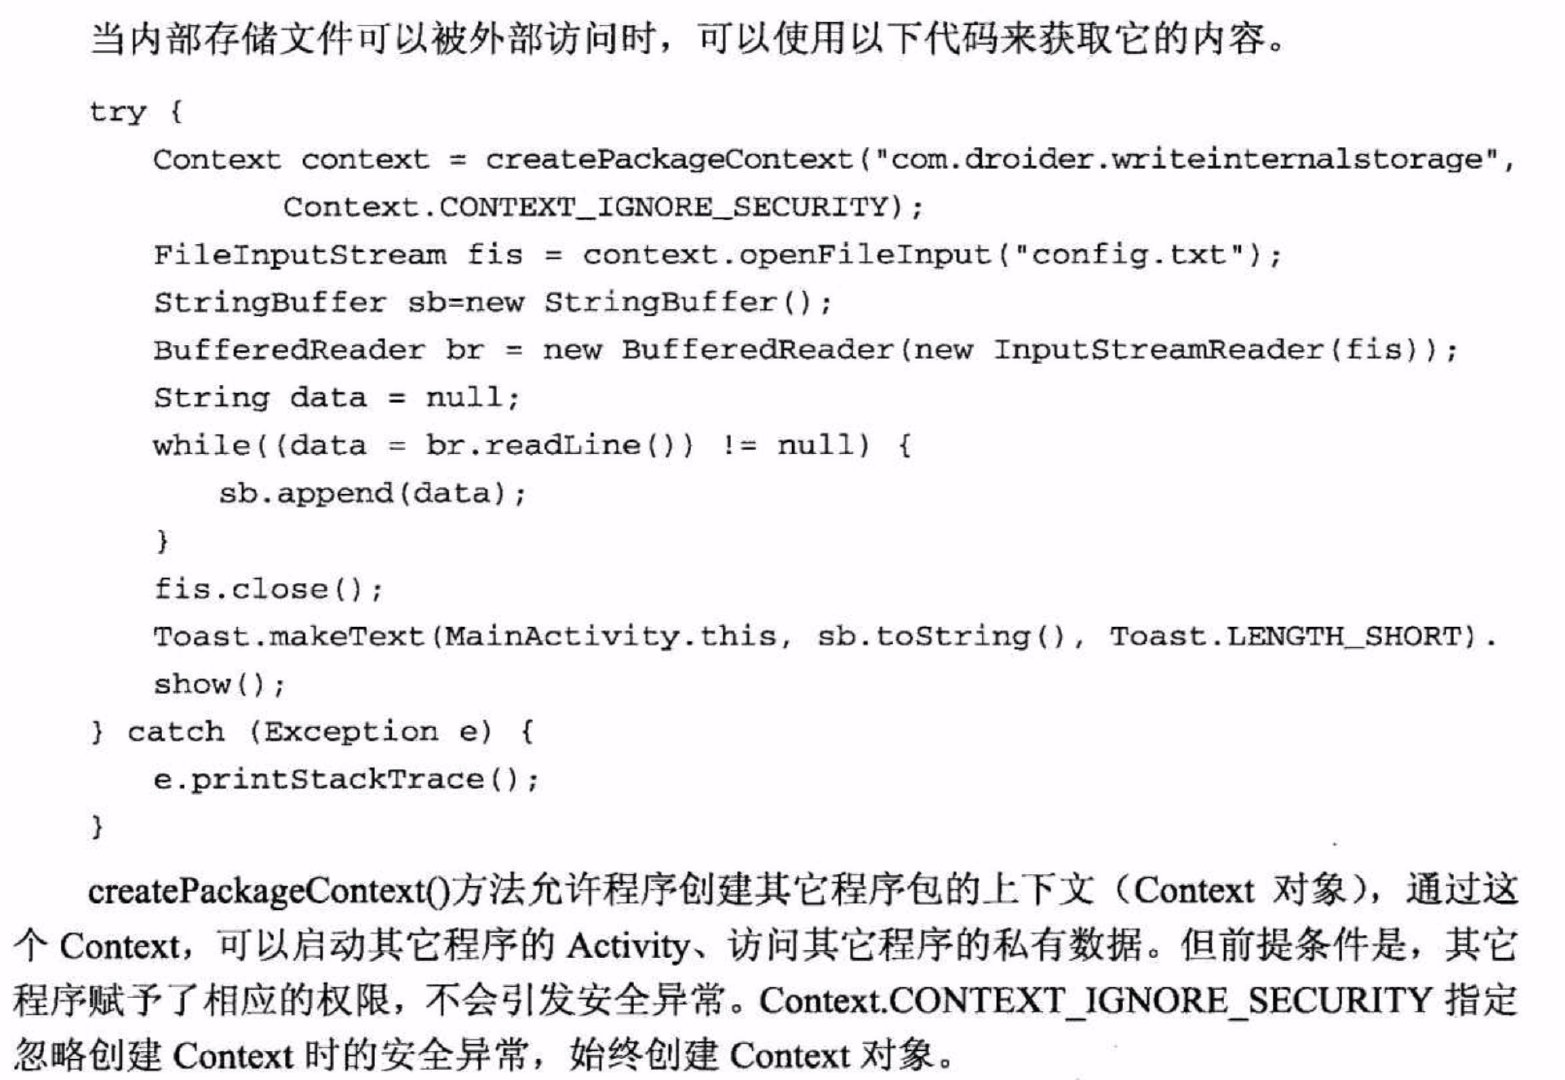 当内部存储文件可以被外部访问时，可以使用以下代码来获取它的内容。
try {
Context context = createPackageContext("com.droider.writeinternalstorage",
Context.CONTEXT_IGNORE_SECURITY);
FileInputStream fis = context.openFileInput("config.txt");
StringBuffer sb=new StringBuffer();
BufferedReader br = new BufferedReader(new InputStreamReader(fis));
String data = null;
while((data = br.readLine()) != null) {
sb.append(data);
}
fis.close();
Toast.makeText(MainActivity.this, sb.toString(), Toast.LENGTH_SHORT).
show();
} catch (Exception e) {
e.printStackTrace();
}
createPackageContext()方法允许程序创建其它程序包的上下文（Context 对象），通过这
个 Context，可以启动其它程序的 Activity、访问其它程序的私有数据。但前提条件是，其它
程序赋予了相应的权限，不会引发安全异常。Context.CONTEXT_IGNORE_SECURITY 指定
忽略创建 Context 时的安全异常，始终创建 Context 对象。